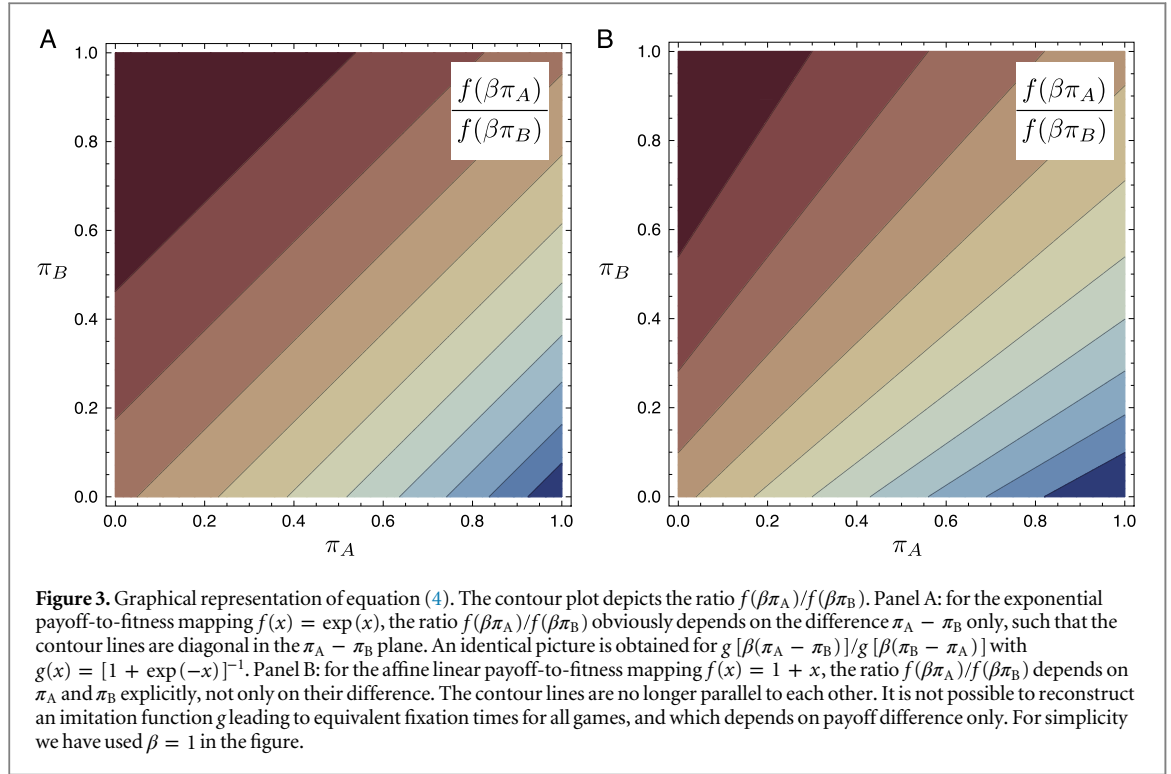 A
B
1.0
0.8
0.6
0.4
0.2
0.0
π_B
0.0 0.2 0.4 0.6 0.8 1.0
π_A
f(βπ_A)
f(βπ_B)
1.0
0.8
0.6
0.4
0.2
0.0
π_B
0.0 0.2 0.4 0.6 0.8 1.0
π_A
f(βπ_A)
f(βπ_B)
Figure 3. Graphical representation of equation (4). The contour plot depicts the ratio f(βπ_A)/f(βπ_B). Panel A: for the exponential
payoff-to-fitness mapping f(x) = exp(x), the ratio f(βπ_A)/f(βπ_B) obviously depends on the difference π_A − π_B only, such that the
contour lines are diagonal in the π_A − π_B plane. An identical picture is obtained for g [β(π_A − π_B)]/g [β(π_B − π_A)] with
g(x) = [1 + exp(−x)]⁻¹. Panel B: for the affine linear payoff-to-fitness mapping f(x) = 1 + x, the ratio f(βπ_A)/f(βπ_B) depends on
π_A and π_B explicitly, not only on their difference. The contour lines are no longer parallel to each other. It is not possible to reconstruct
an imitation function g leading to equivalent fixation times for all games, and which depends on payoff difference only. For simplicity
we have used β = 1 in the figure.